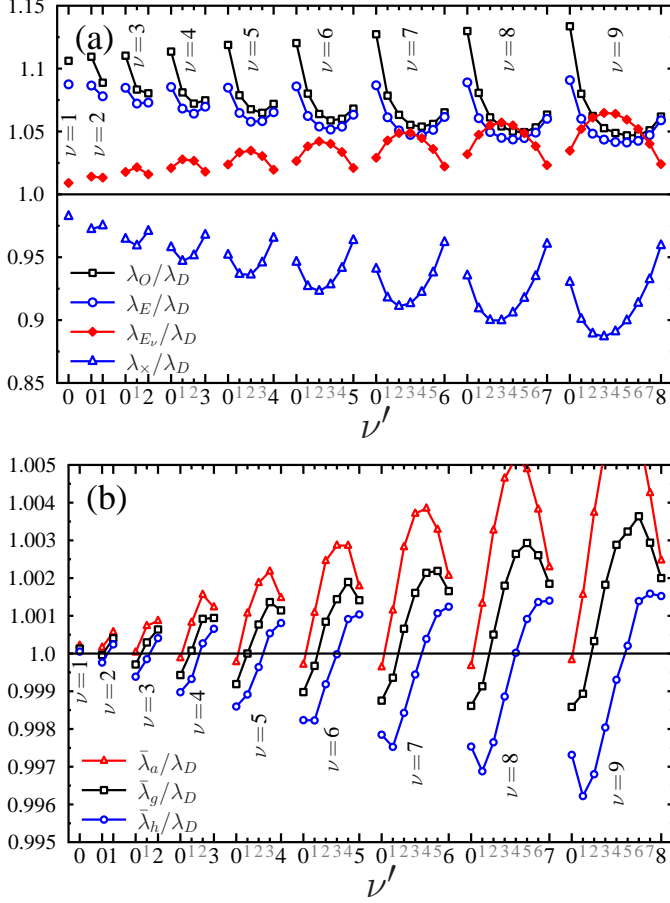 1.15
(a)
ν=1
ν=2
ν=3
ν=4
ν=5
ν=6
ν=7
ν=8
ν=9
1.1
1.05
1.0
0.95
0.9
0.85
λ_O/λ_D
λ_E/λ_D
λ_{E_ν}/λ_D
λ_×/λ_D
0 01 012 0123 01234 012345 0123456 01234567 012345678
ν′
1.005
(b)
1.004
1.003
1.002
1.001
1.0
0.999
0.998
0.997
0.996
0.995
ν=1
ν=2
ν=3
ν=4
ν=5
ν=6
ν=7
ν=8
ν=9
λ̄_a/λ_D
λ̄_g/λ_D
λ̄_h/λ_D
0 01 012 0123 01234 012345 0123456 01234567 012345678
ν′